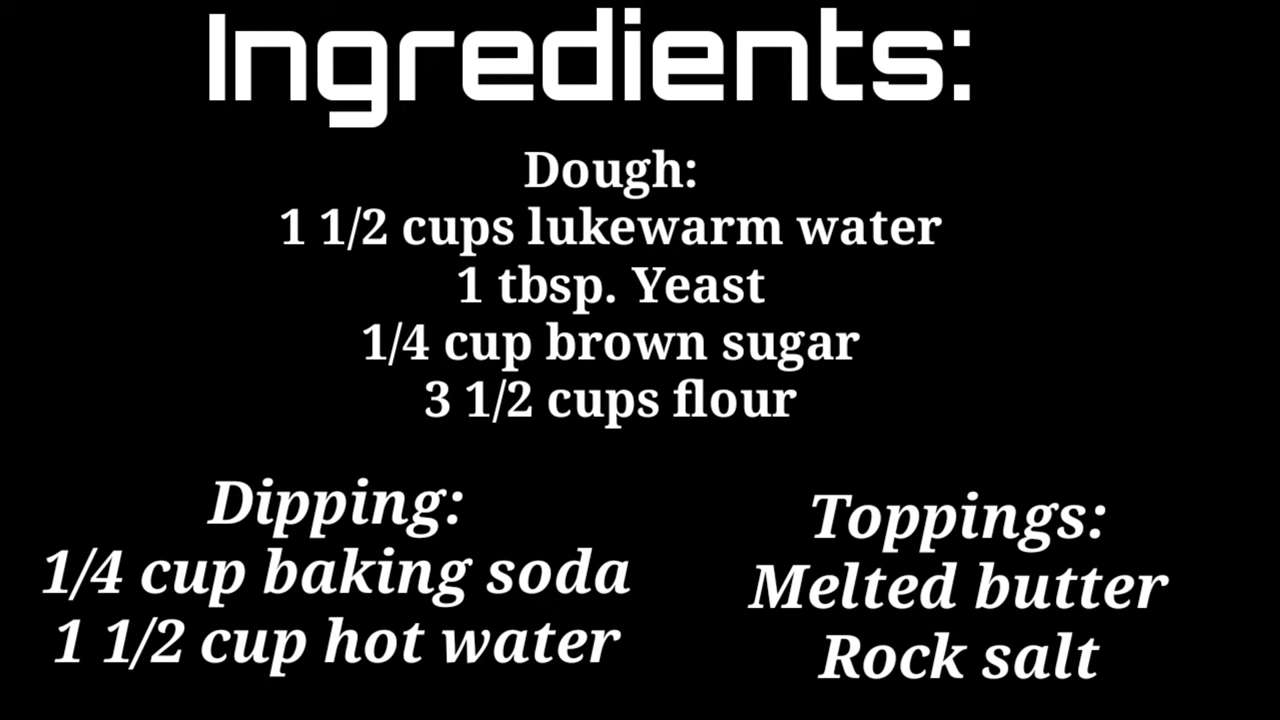 Ingredients:
Dough:
1 1/2 cups lukewarm water
1 tbsp. Yeast
1/4 cup brown sugar
3 1/2 cups flour
Dipping:
1/4 cup baking soda
1 1/2 cup hot water
Toppings:
Melted butter
Rock salt